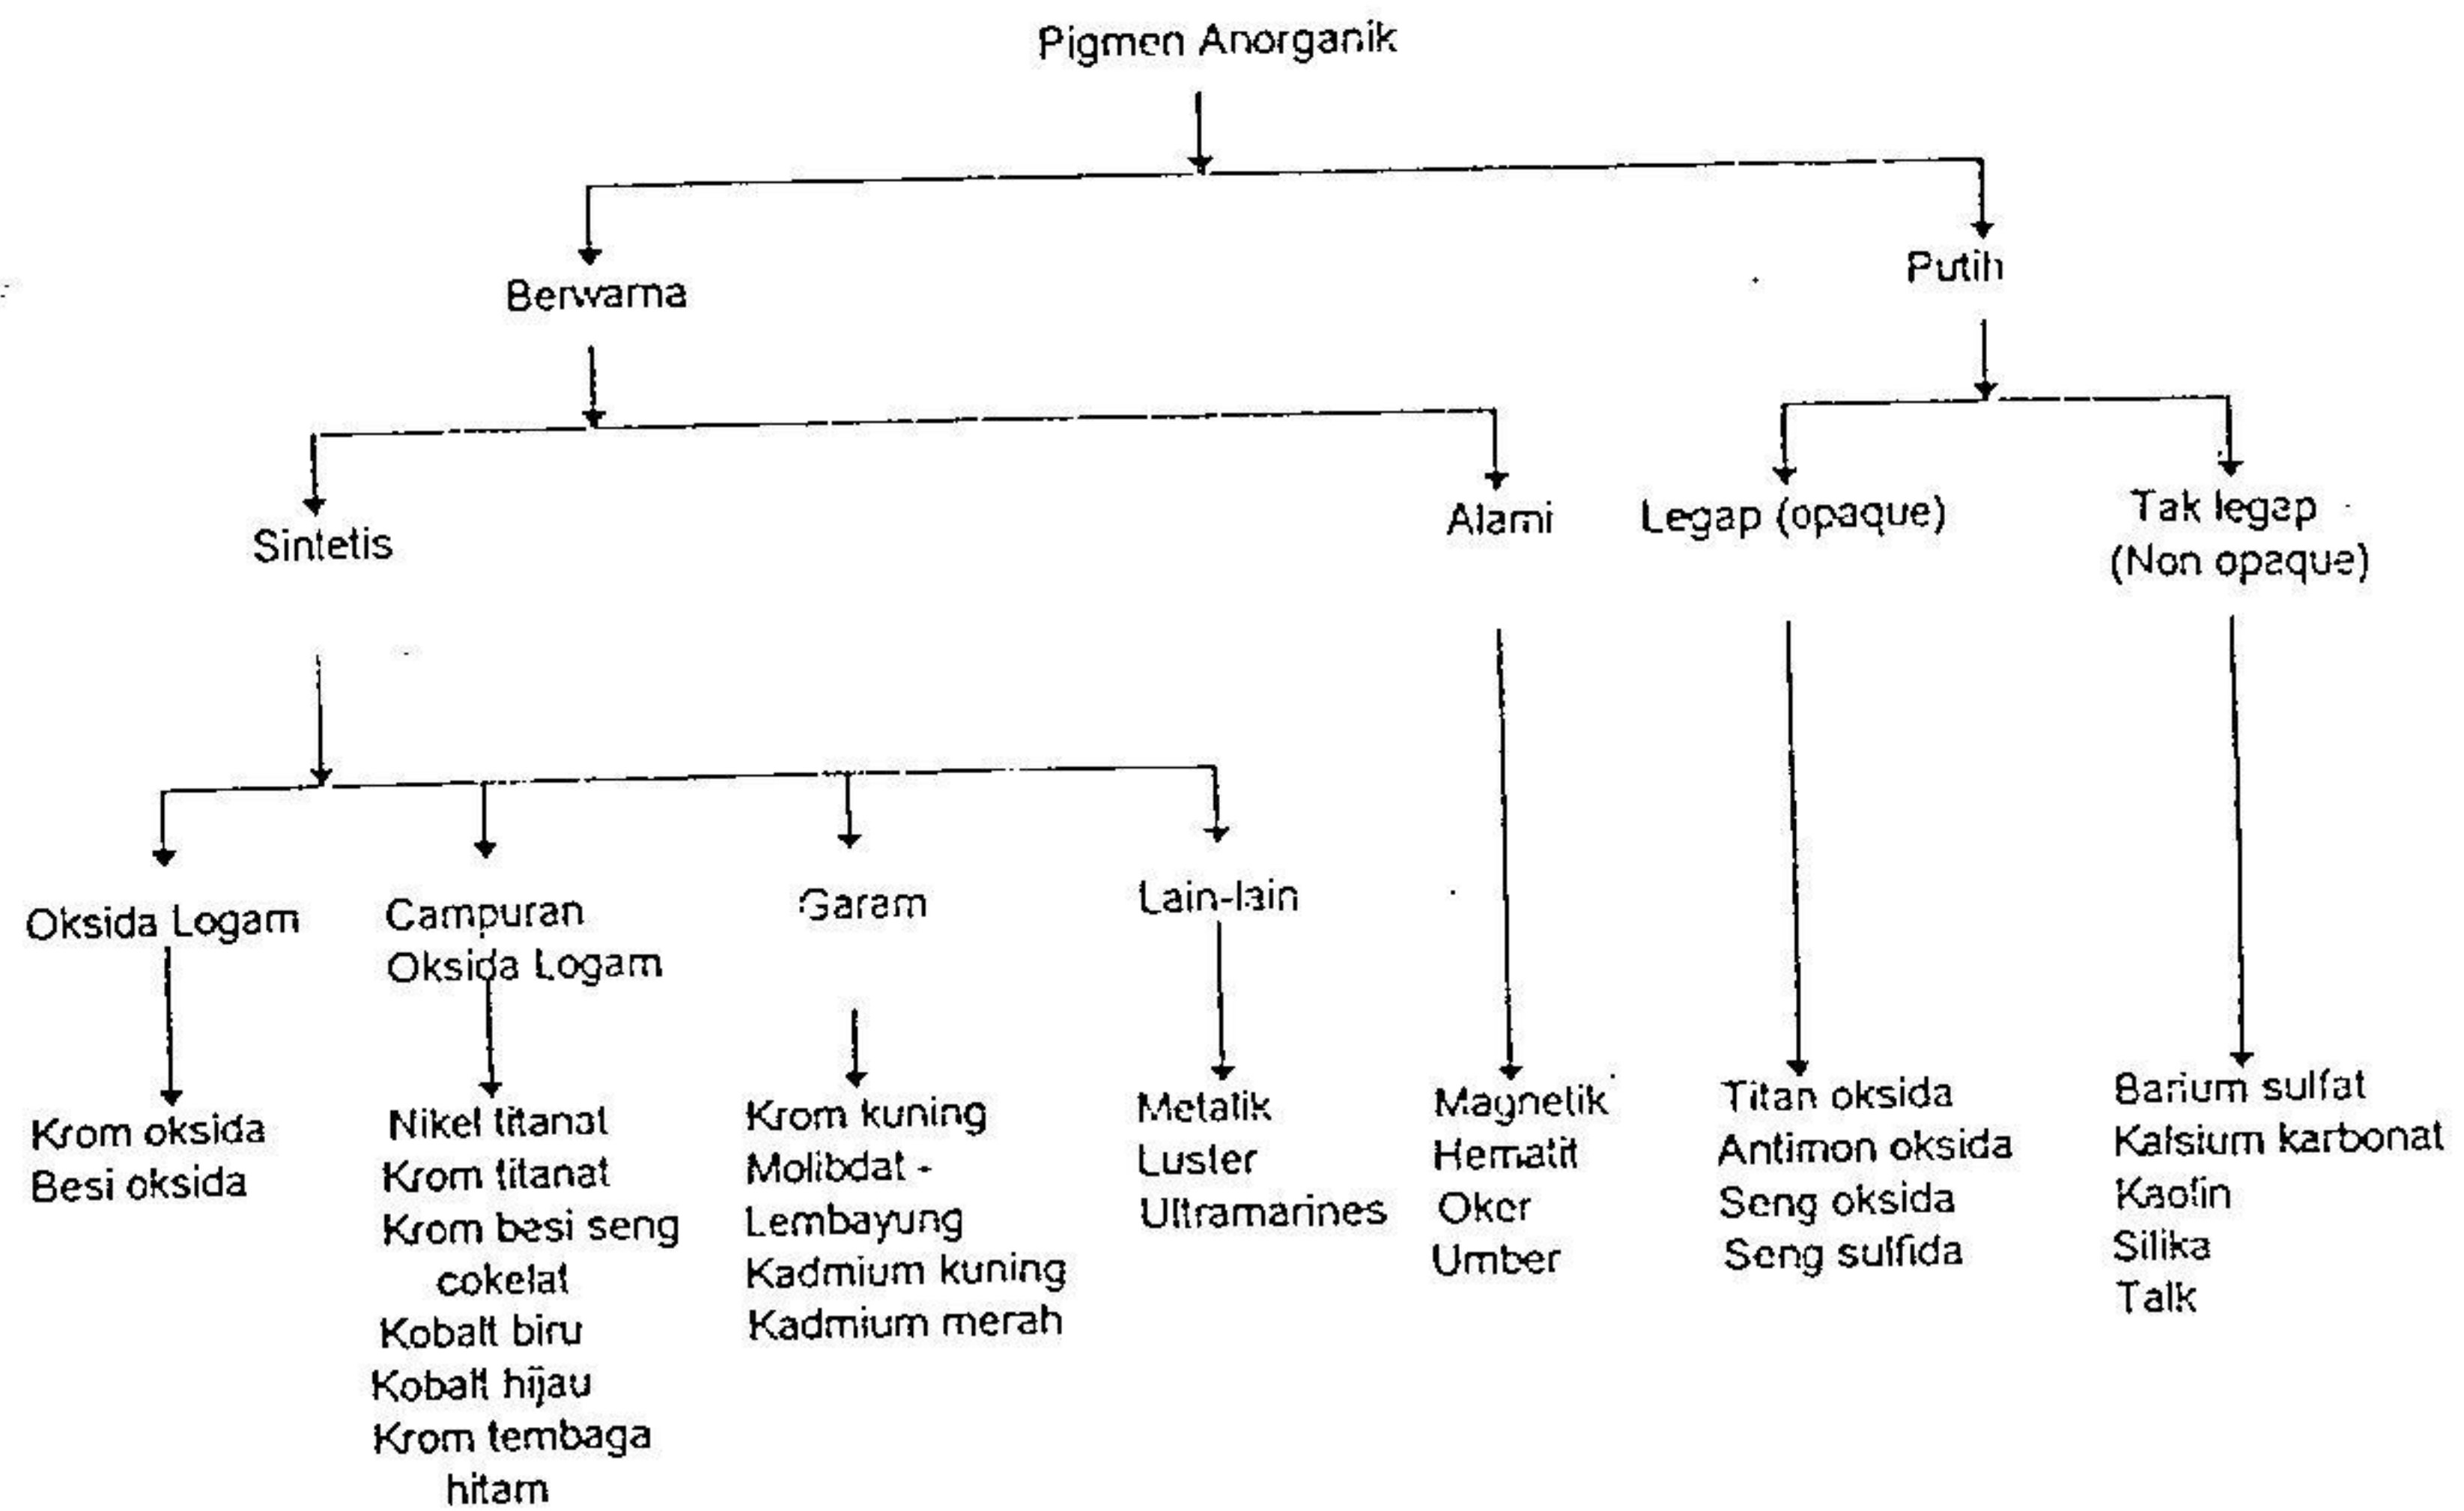 Pigmen Anorganik
Berwarna
Putih
Sintetis
Alami
Legap (opaque)
Tak legap
(Non opaque)
Oksida Logam
Campuran
Oksida Logam
Garam
Lain-lain
Krom oksida
Besi oksida
Nikel titanat
Krom titanat
Krom besi seng
cokelat
Kobalt biru
Kobalt hijau
Krom tembaga
hitam
Krom kuning
Molibdat -
Lembayung
Kadmium kuning
Kadmium merah
Metalik
Luster
Ultramarines
Magnetik
Hematit
Oker
Umber
Titan oksida
Antimon oksida
Seng oksida
Seng sulfida
Barium sulfat
Kalsium karbonat
Kaolin
Silika
Talk